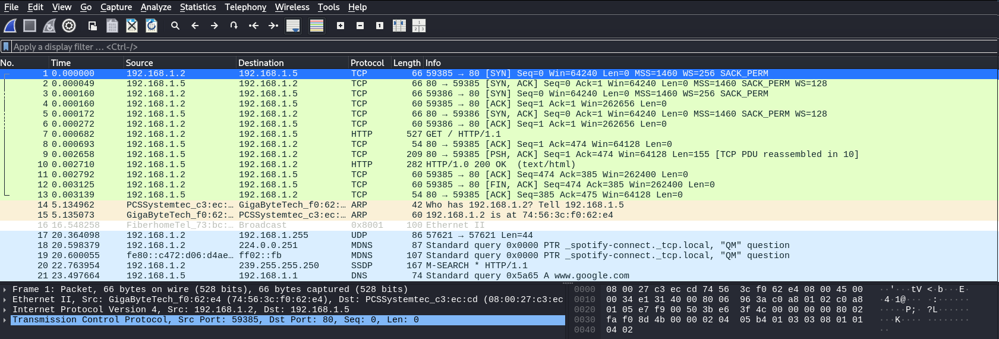 File Edit View Go Capture Analyze Statistics Telephony Wireless Tools Help
Apply a display filter … <Ctrl-/>
No. Time Source Destination Protocol Length Info
1 0.000000 192.168.1.2 192.168.1.5 TCP 66 59385 → 80 [SYN] Seq=0 Win=64240 Len=0 MSS=1460 WS=256 SACK_PERM
2 0.000049 192.168.1.5 192.168.1.2 TCP 66 80 → 59385 [SYN, ACK] Seq=0 Ack=1 Win=64240 Len=0 MSS=1460 SACK_PERM WS=128
3 0.000160 192.168.1.2 192.168.1.5 TCP 66 59386 → 80 [SYN] Seq=0 Win=64240 Len=0 MSS=1460 WS=256 SACK_PERM
4 0.000160 192.168.1.2 192.168.1.5 TCP 60 59385 → 80 [ACK] Seq=1 Ack=1 Win=262656 Len=0
5 0.000172 192.168.1.5 192.168.1.2 TCP 66 80 → 59386 [SYN, ACK] Seq=0 Ack=1 Win=64240 Len=0 MSS=1460 SACK_PERM WS=128
6 0.000272 192.168.1.2 192.168.1.5 TCP 60 59386 → 80 [ACK] Seq=1 Ack=1 Win=262656 Len=0
7 0.000682 192.168.1.2 192.168.1.5 HTTP 527 GET / HTTP/1.1
8 0.000693 192.168.1.5 192.168.1.2 TCP 54 80 → 59385 [ACK] Seq=1 Ack=474 Win=64128 Len=0
9 0.002658 192.168.1.5 192.168.1.2 TCP 209 80 → 59385 [PSH, ACK] Seq=1 Ack=474 Win=64128 Len=155 [TCP PDU reassembled in 10]
10 0.002710 192.168.1.5 192.168.1.2 HTTP 282 HTTP/1.0 200 OK  (text/html)
11 0.002792 192.168.1.2 192.168.1.5 TCP 60 59385 → 80 [ACK] Seq=474 Ack=385 Win=262400 Len=0
12 0.003125 192.168.1.2 192.168.1.5 TCP 60 59385 → 80 [FIN, ACK] Seq=474 Ack=385 Win=262400 Len=0
13 0.003139 192.168.1.5 192.168.1.2 TCP 54 80 → 59385 [ACK] Seq=385 Ack=475 Win=64128 Len=0
14 5.134962 PCSSystemtec_c3:ec:… GigaByteTech_f0:62:… ARP 42 Who has 192.168.1.2? Tell 192.168.1.5
15 5.135073 GigaByteTech_f0:62:… PCSSystemtec_c3:ec:… ARP 60 192.168.1.2 is at 74:56:3c:f0:62:e4
16 16.548258 FiberhomeTel_73:bc:… Broadcast 0x8001 100 Ethernet II
17 20.364098 192.168.1.2 192.168.1.255 UDP 86 57621 → 57621 Len=44
18 20.598379 192.168.1.2 224.0.0.251 MDNS 87 Standard query 0x0000 PTR _spotify-connect._tcp.local, "QM" question
19 20.600055 fe80::c472:d06:d4ae… ff02::fb MDNS 107 Standard query 0x0000 PTR _spotify-connect._tcp.local, "QM" question
20 22.763954 192.168.1.2 239.255.255.250 SSDP 167 M-SEARCH * HTTP/1.1
21 23.497664 192.168.1.5 192.168.1.1 DNS 74 Standard query 0x5a65 A www.google.com
Frame 1: Packet, 66 bytes on wire (528 bits), 66 bytes captured (528 bits)
Ethernet II, Src: GigaByteTech_f0:62:e4 (74:56:3c:f0:62:e4), Dst: PCSSystemtec_c3:ec:cd (08:00:27:c3:ec
Internet Protocol Version 4, Src: 192.168.1.2, Dst: 192.168.1.5
Transmission Control Protocol, Src Port: 59385, Dst Port: 80, Seq: 0, Len: 0
0000 08 00 27 c3 ec cd 74 56 3c f0 62 e4 08 00 45 00 ··'···tV <·b···E·
0010 00 34 e1 31 40 00 80 06 96 3a c0 a8 01 02 c0 a8 ·4·1@··· ·:······
0020 01 05 e7 f9 00 50 3b e6 3f 4c 00 00 00 00 80 02 ·····P;· ?L······
0030 fa f0 8d 4b 00 00 02 04 05 b4 01 03 03 08 01 01 ···K···· ········
0040 04 02 ··